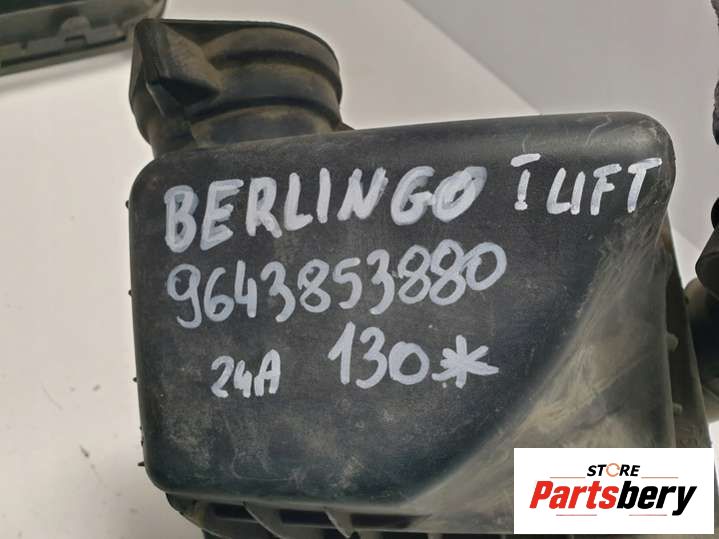 BERLINGO I LIFT
9643853880
24A 130*
STORE
Partsbery